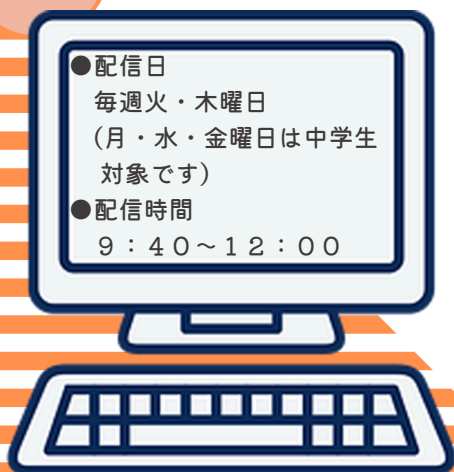 ●配信日
毎週火・木曜日
(月・水・金曜日は中学生
対象です)
●配信時間
９：４０～１２：００